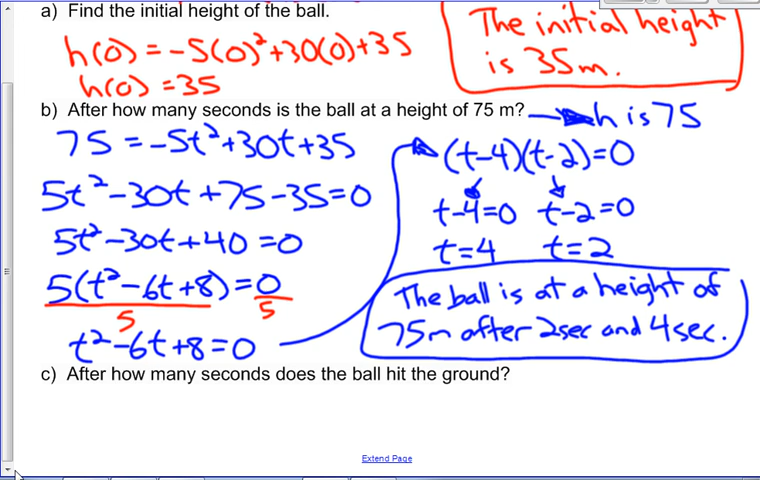 a) Find the initial height of the ball.
h(0) = -5(0)²+30(0)+35
h(0) = 35
The initial height
is 35m.
b) After how many seconds is the ball at a height of 75 m?
h is 75
75 = -5t²+30t+35
5t²-30t+75-35=0
5t²-30t+40=0
5(t²-6t+8)=0
5 5
t²-6t+8=0
(t-4)(t-2)=0
t-4=0 t-2=0
t=4 t=2
The ball is at a height of
75m after 2sec and 4sec.
c) After how many seconds does the ball hit the ground?
Extend Page